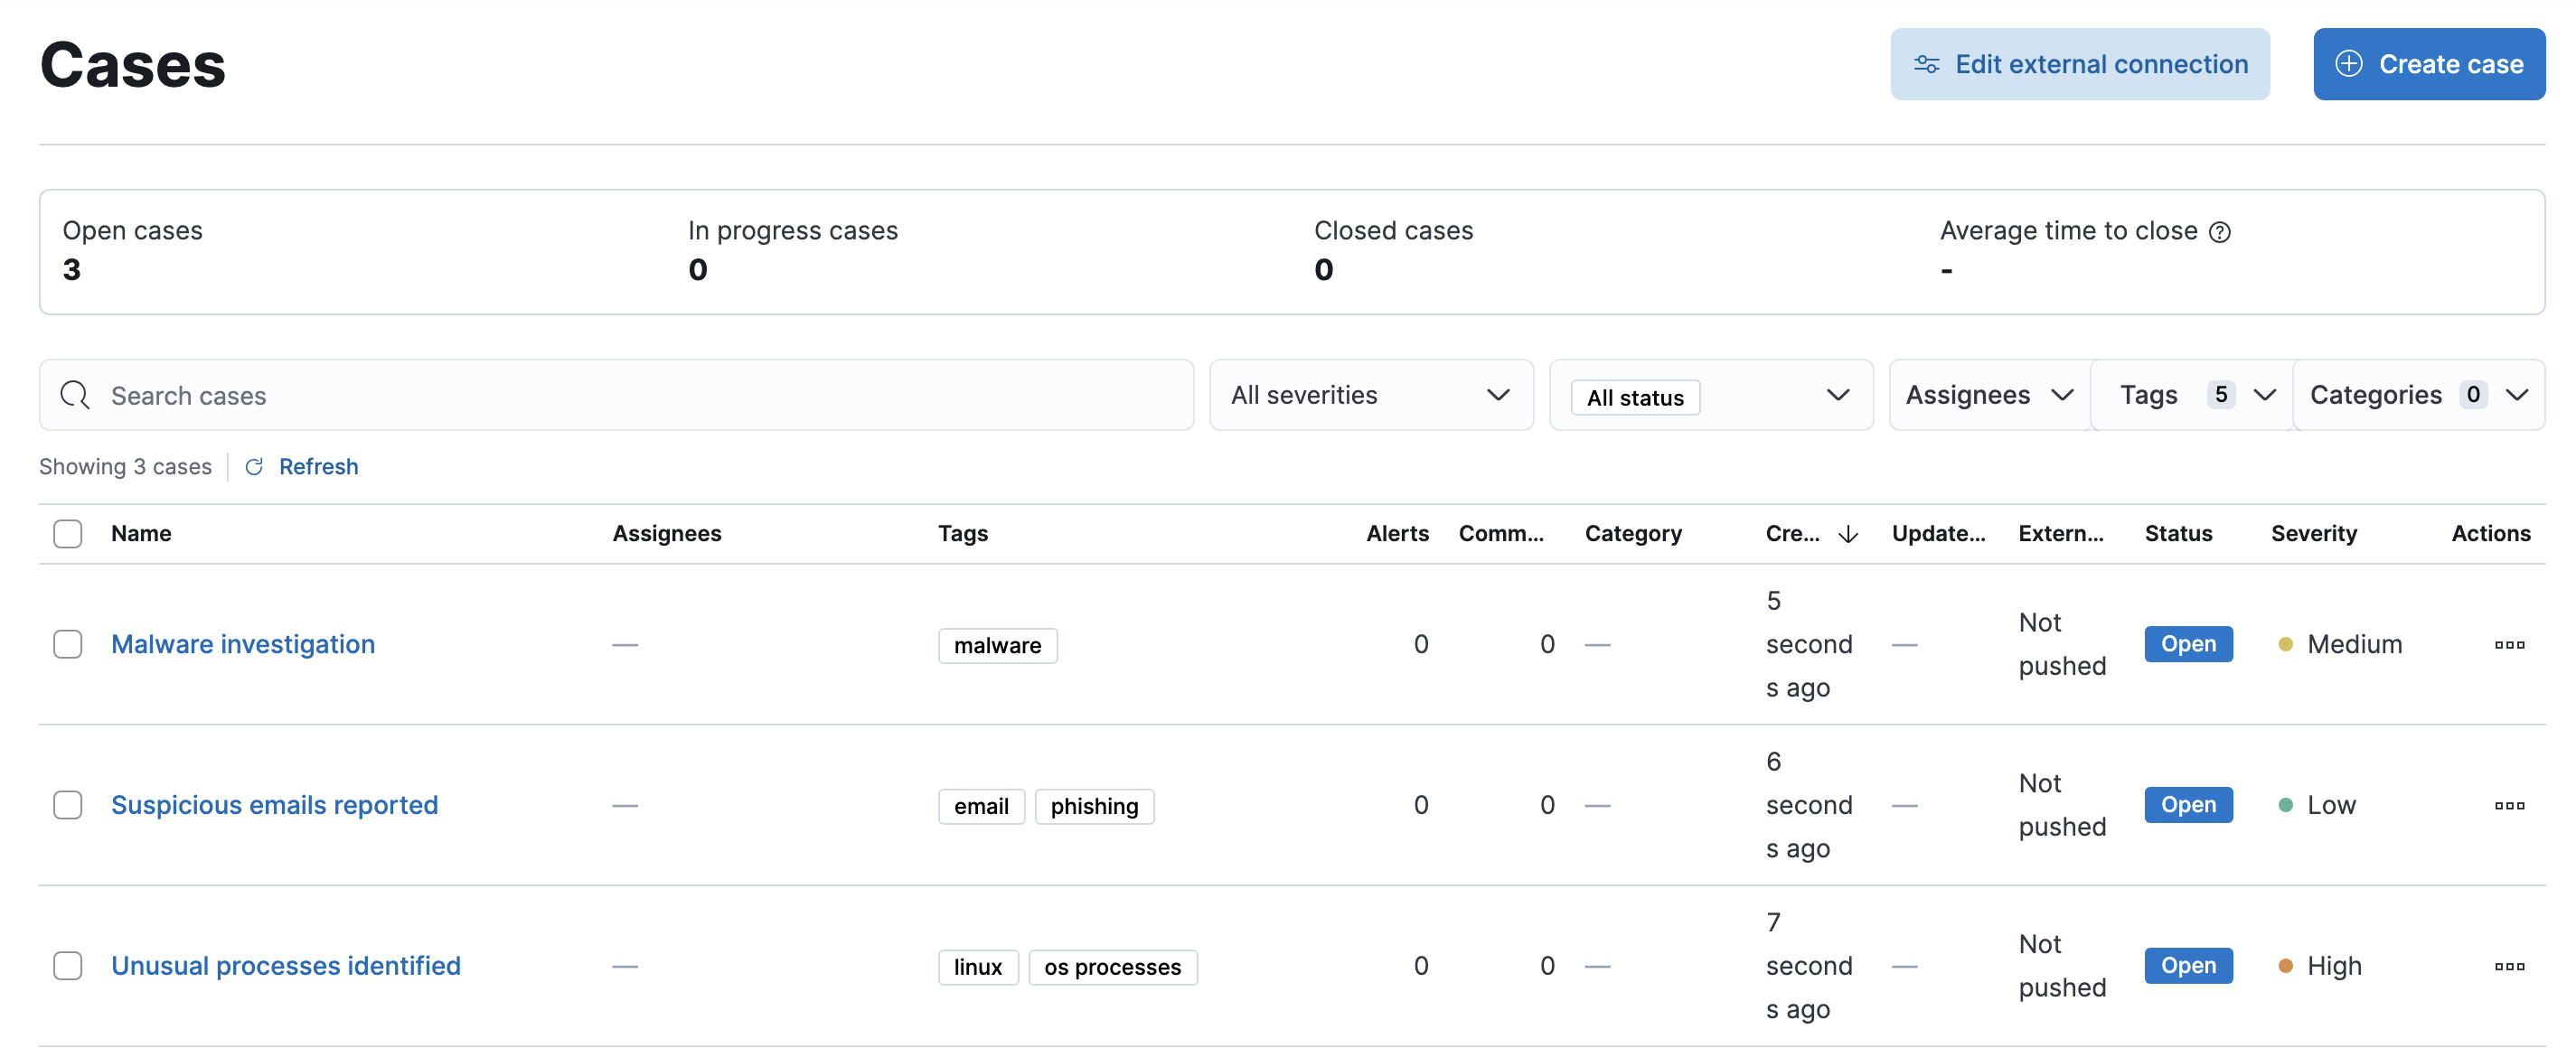 Cases
Edit external connection
Create case
Open cases
In progress cases
Closed cases
Average time to close
3
0
0
-
Search cases
All severities
All status
Assignees
Tags 5
Categories 0
Showing 3 cases
Refresh
Name Assignees Tags Alerts Comm... Category Cre... Update... Extern... Status Severity Actions
Malware investigation — malware 0 0 — 5 — Not Open Medium
second pushed
s ago
Suspicious emails reported — email phishing 0 0 — 6 — Not Open Low
second pushed
s ago
Unusual processes identified — linux os processes 0 0 — 7 — Not Open High
second pushed
s ago